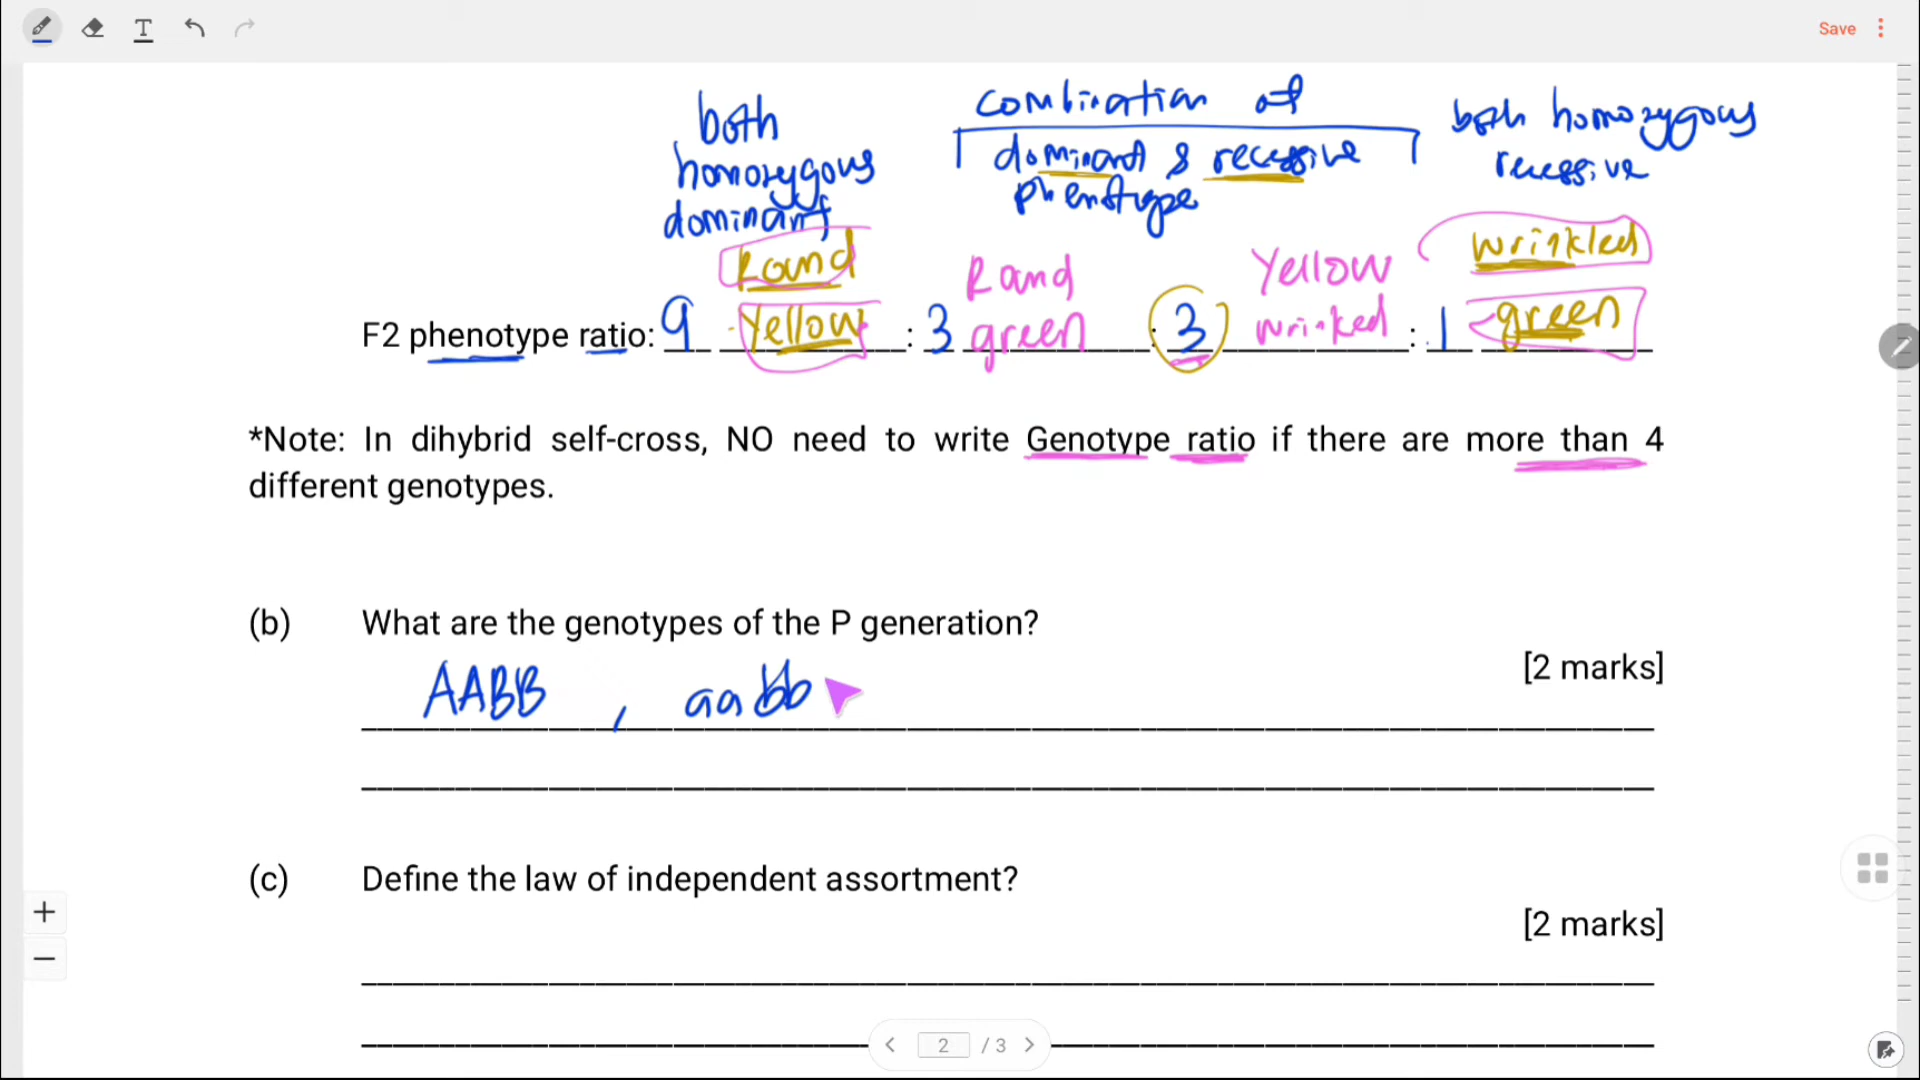 Save
both homozygous dominant
combination of dominant & recessive phenotype
both homozygous recessive
Round
Round
Yellow
wrinkled
F2 phenotype ratio: 9 Yellow : 3 green : 3 wrinked : 1 green
*Note: In dihybrid self-cross, NO need to write Genotype ratio if there are more than 4
different genotypes.
(b) What are the genotypes of the P generation?
[2 marks]
AABB , aabb
(c) Define the law of independent assortment?
[2 marks]
2 / 3